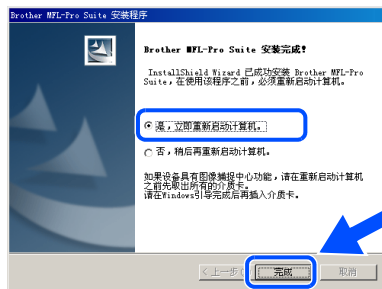 Brother MFL-Pro Suite 安装程序
Brother MFL-Pro Suite 安装完成!
InstallShield Wizard 已成功安装 Brother MFL-Pro
Suite，在使用该程序之前，必须重新启动计算机。
是，立即重新启动计算机。
否，稍后再重新启动计算机。
如果设备具有图像捕捉中心功能，请在重新启动计算机
之前先取出所有的介质卡。
请在Windows引导完成后再插入介质卡。
< 上一步(
完成
取消